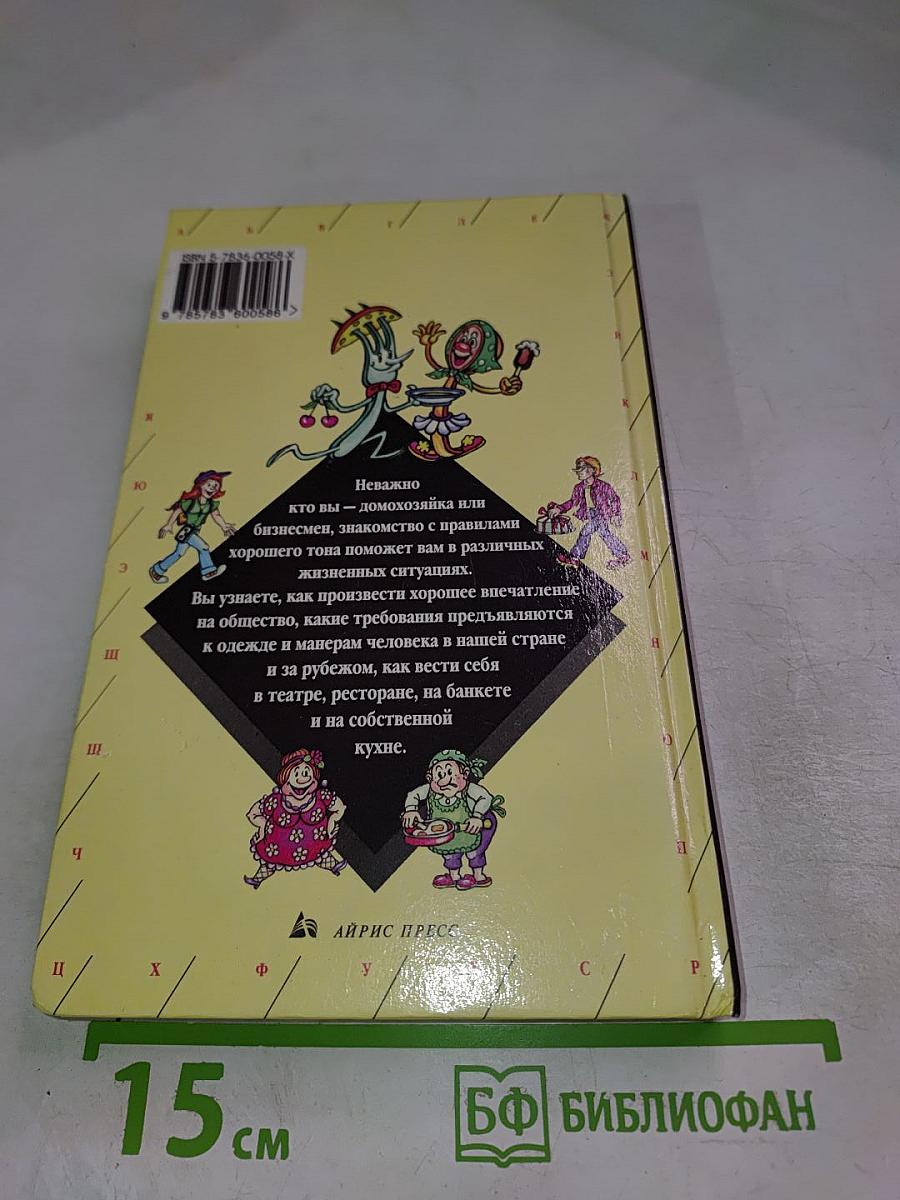 ISBN 5-7836-0058-X
9 785783 600586 >
А Б В Г Д Е
З
К
Л
М
Н
О
П
Я
Ю
Э
Щ
Ш
Ч
Неважно
кто вы — домохозяйка или
бизнесмен, знакомство с правилами
хорошего тона поможет вам в различных
жизненных ситуациях.
Вы узнаете, как произвести хорошее впечатление
на общество, какие требования предъявляются
к одежде и манерам человека в нашей стране
и за рубежом, как вести себя
в театре, ресторане, на банкете
и на собственной
кухне.
АЙРИС ПРЕСС
Ц Х Ф У С Р
15 см
БФ БИБЛИОФАН